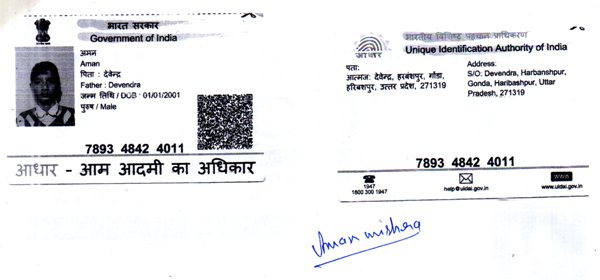 भारत सरकार
Government of India
अमन
Aman
पिता : देवेन्द्र
Father : Devendra
जन्म तिथि / DOB : 01/01/2001
पुरुष / Male
7893 4842 4011
आधार - आम आदमी का अधिकार
भारतीय विशिष्ट पहचान प्राधिकरण
Unique Identification Authority of India
आधार
पता:
आत्मज: देवेन्द्र, हरबंशपुर, गोंडा,
हरिबशपुर, उत्तर प्रदेश, 271319
Address:
S/O: Devendra, Harbanshpur,
Gonda, Haribashpur, Uttar
Pradesh, 271319
7893 4842 4011
1947
1800 300 1947
help@uidai.gov.in
WWW
www.uidai.gov.in
Aman mishra